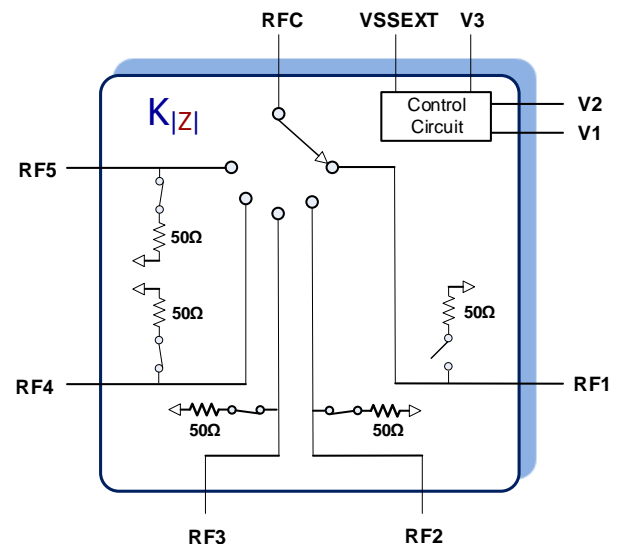 RFC VSSEXT V3
K|Z|
Control
Circuit
V2
V1
RF5
50Ω
50Ω
50Ω
RF4
RF1
50Ω
50Ω
RF3
RF2